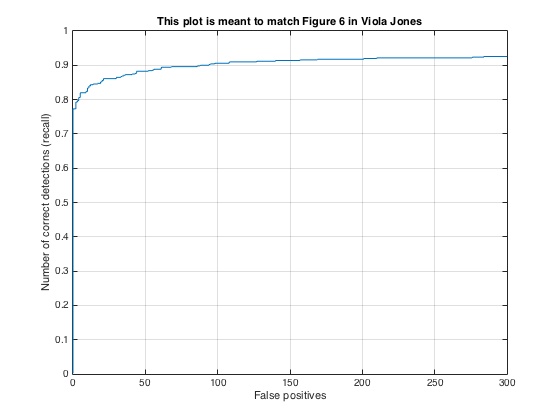 This plot is meant to match Figure 6 in Viola Jones
Number of correct detections (recall)
1
0.9
0.8
0.7
0.6
0.5
0.4
0.3
0.2
0.1
0
0 50 100 150 200 250 300
False positives